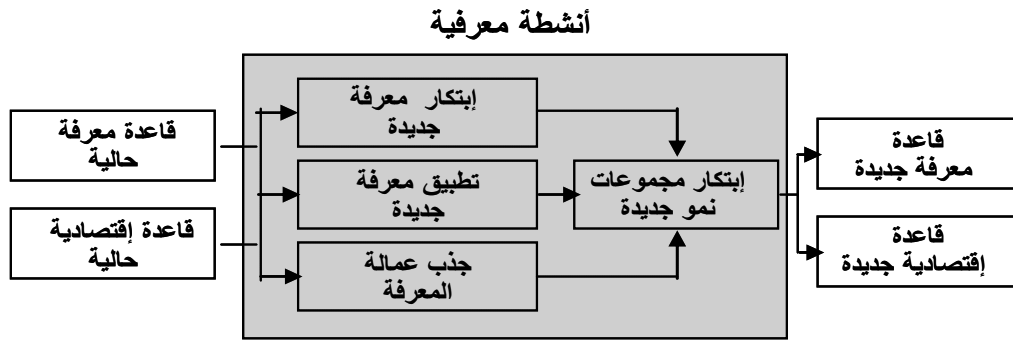 أنشطة معرفية
قاعدة معرفة
حالية
قاعدة إقتصادية
حالية
إبتكار معرفة
جديدة
تطبيق معرفة
جديدة
جذب عمالة
المعرفة
إبتكار مجموعات
نمو جديدة
قاعدة
معرفة جديدة
قاعدة
إقتصادية جديدة